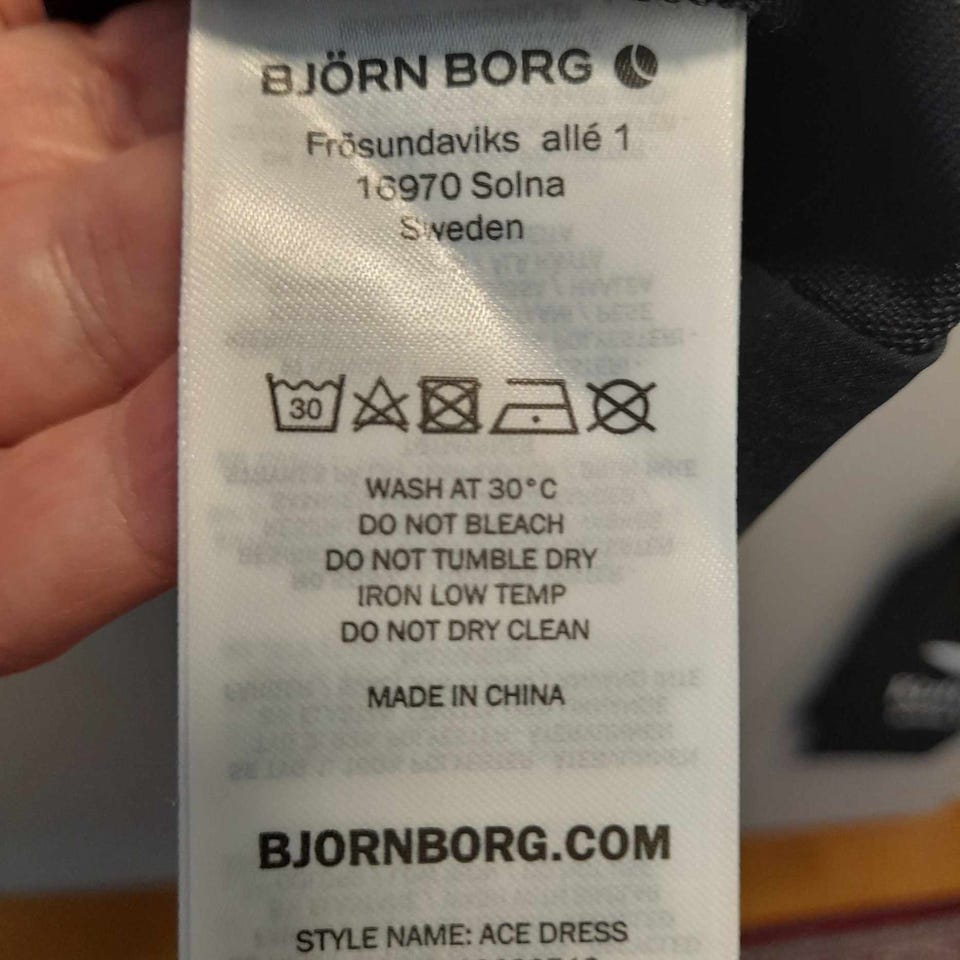 BJÖRN BORG
Frösundaviks allé 1
16970 Solna
Sweden
30
WASH AT 30°C
DO NOT BLEACH
DO NOT TUMBLE DRY
IRON LOW TEMP
DO NOT DRY CLEAN
MADE IN CHINA
BJORNBORG.COM
STYLE NAME: ACE DRESS